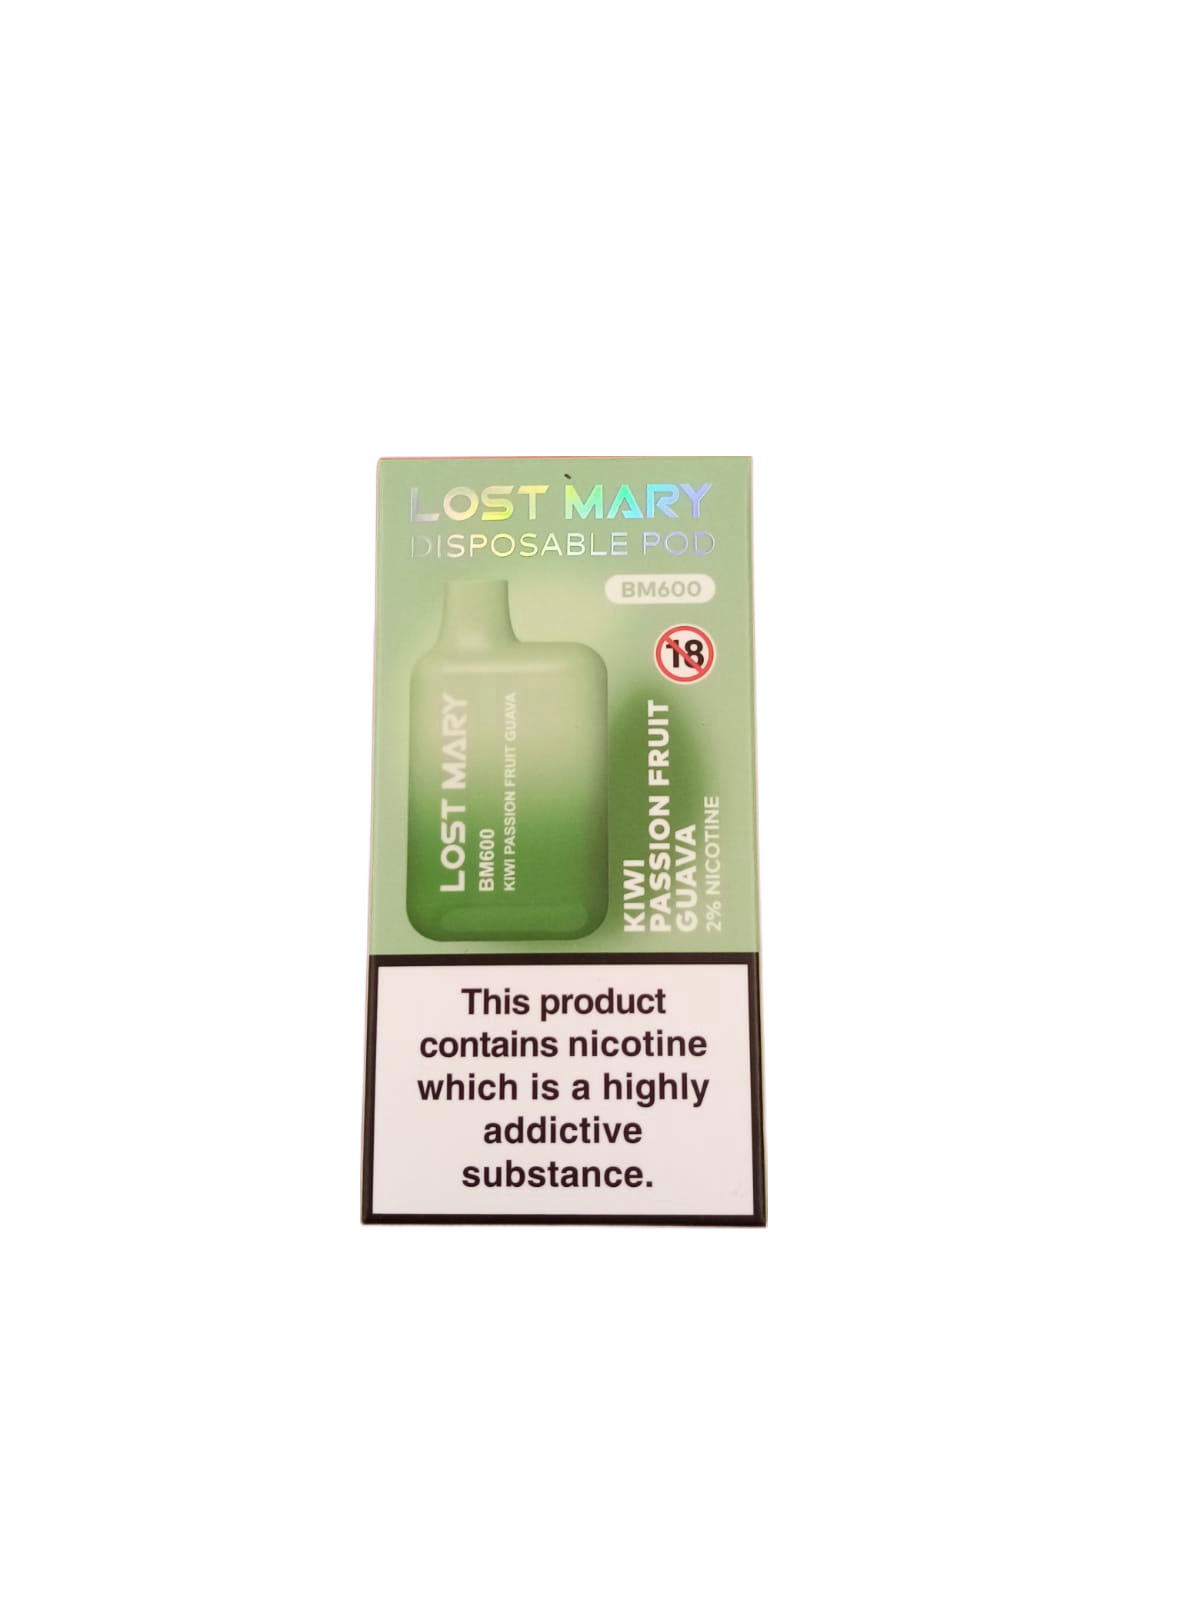 LOST MARY
DISPOSABLE POD
BM600
18
LOST MARY
BM600
KIWI PASSION FRUIT GUAVA
KIWI
PASSION FRUIT
GUAVA
2% NICOTINE
This product
contains nicotine
which is a highly
addictive
substance.